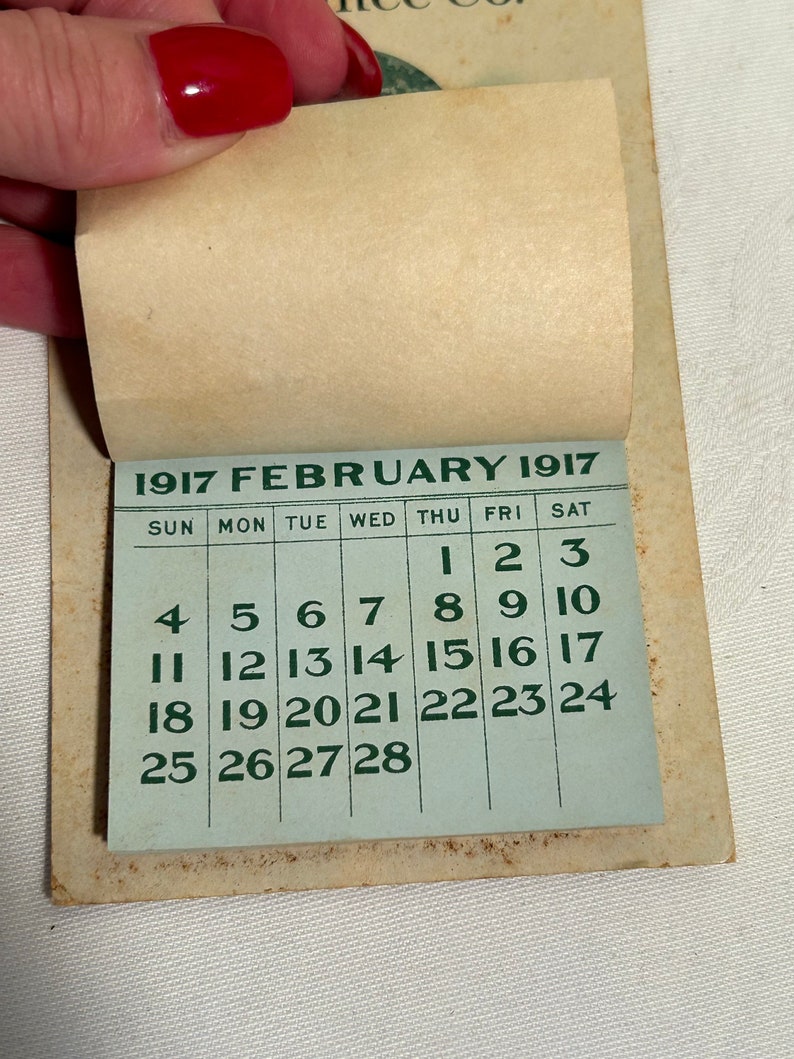 Co.
1917 FEBRUARY 1917
SUN MON TUE WED THU FRI SAT
1 2 3
4 5 6 7 8 9 10
11 12 13 14 15 16 17
18 19 20 21 22 23 24
25 26 27 28